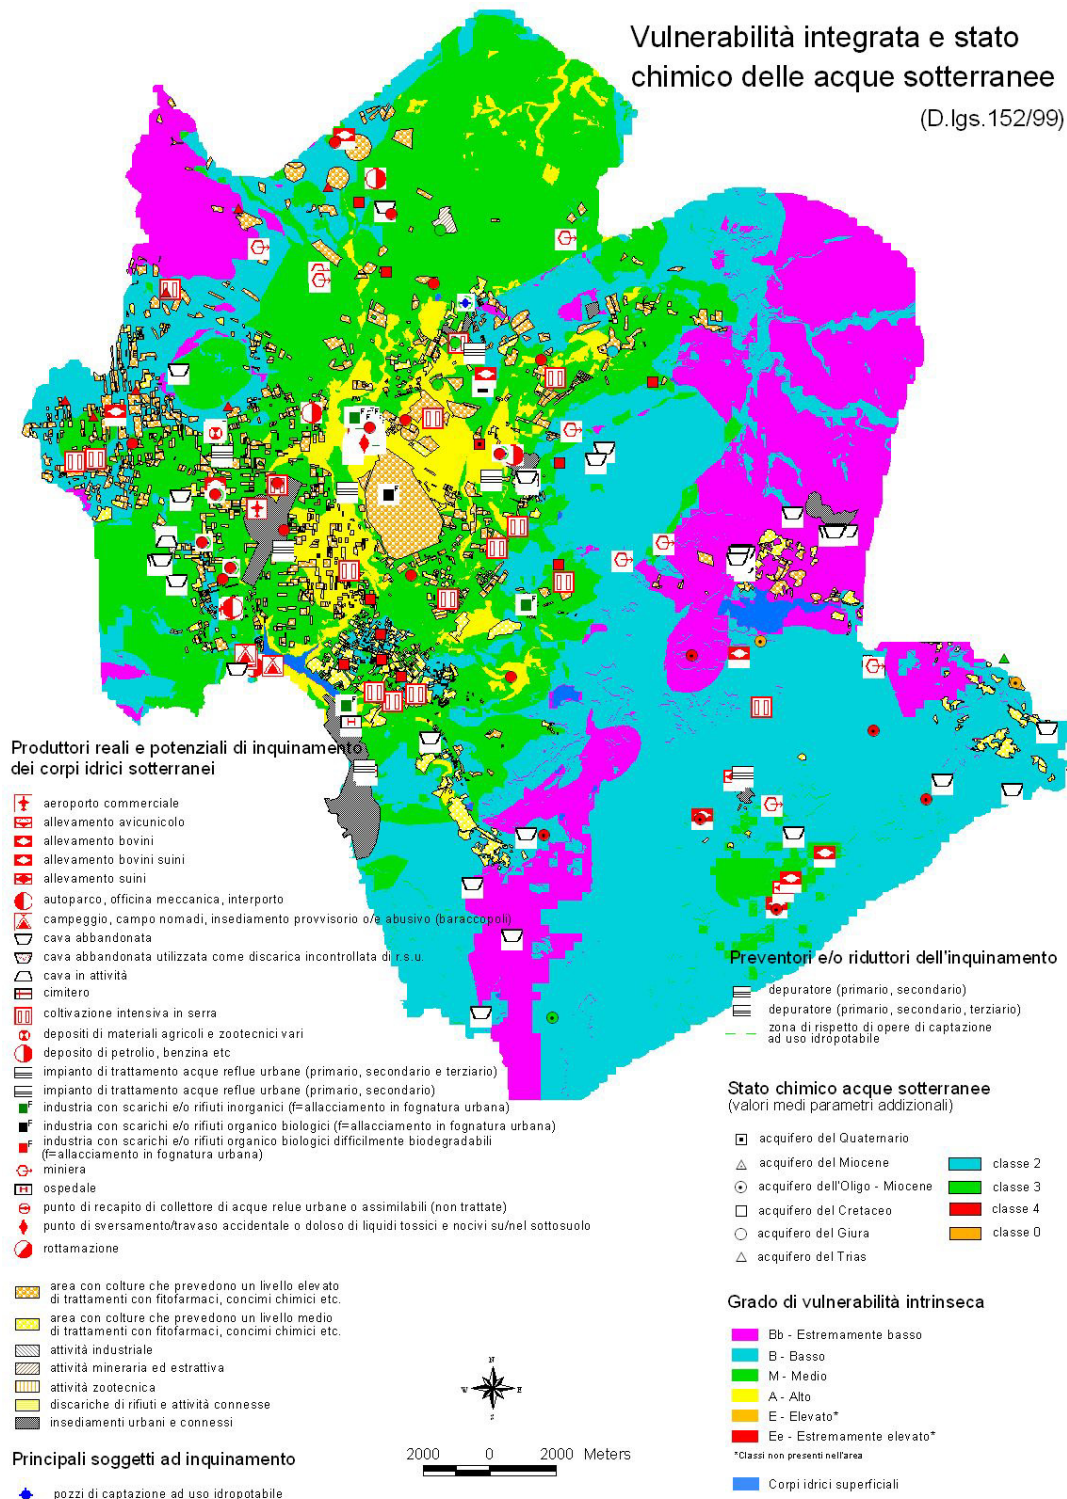 Vulnerabilità integrata e stato
chimico delle acque sotterranee
(D.lgs.152/99)
Produttori reali e potenziali di inquinamento
dei corpi idrici sotterranei
aeroporto commerciale
allevamento avicunicolo
allevamento bovini
allevamento bovini suini
allevamento suini
autoparco, officina meccanica, interporto
campeggio, campo nomadi, insediamento provvisorio o/e abusivo (baraccopoli)
cava abbandonata
cava abbandonata utilizzata come discarica incontrollata di r.s.u.
cava in attività
cimitero
coltivazione intensiva in serra
depositi di materiali agricoli e zootecnici vari
deposito di petrolio, benzina etc
impianto di trattamento acque reflue urbane (primario, secondario e terziario)
impianto di trattamento acque reflue urbane (primario, secondario)
F industria con scarichi e/o rifiuti inorganici (f=allacciamento in fognatura urbana)
F industria con scarichi e/o rifiuti organico biologici (f=allacciamento in fognatura urbana)
F industria con scarichi e/o rifiuti organico biologici difficilmente biodegradabili
(f=allacciamento in fognatura urbana)
miniera
ospedale
punto di recapito di collettore di acque relue urbane o assimilabili (non trattate)
punto di sversamento/travaso accidentale o doloso di liquidi tossici e nocivi su/nel sottosuolo
rottamazione
area con colture che prevedono un livello elevato
di trattamenti con fitofarmaci, concimi chimici etc.
area con colture che prevedono un livello medio
di trattamenti con fitofarmaci, concimi chimici etc.
attività industriale
attività mineraria ed estrattiva
attività zootecnica
discariche di rifiuti e attività connesse
insediamenti urbani e connessi
Principali soggetti ad inquinamento
pozzi di captazione ad uso idropotabile
N
W E
S
2000 0 2000 Meters
Preventori e/o riduttori dell'inquinamento
depuratore (primario, secondario)
depuratore (primario, secondario, terziario)
zona di rispetto di opere di captazione
ad uso idropotabile
Stato chimico acque sotterranee
(valori medi parametri addizionali)
acquifero del Quaternario
acquifero del Miocene
acquifero dell'Oligo - Miocene
acquifero del Cretaceo
acquifero del Giura
acquifero del Trias
classe 2
classe 3
classe 4
classe 0
Grado di vulnerabilità intrinseca
Bb - Estremamente basso
B - Basso
M - Medio
A - Alto
E - Elevato*
Ee - Estremamente elevato*
*Classi non presenti nell'area
Corpi idrici superficiali